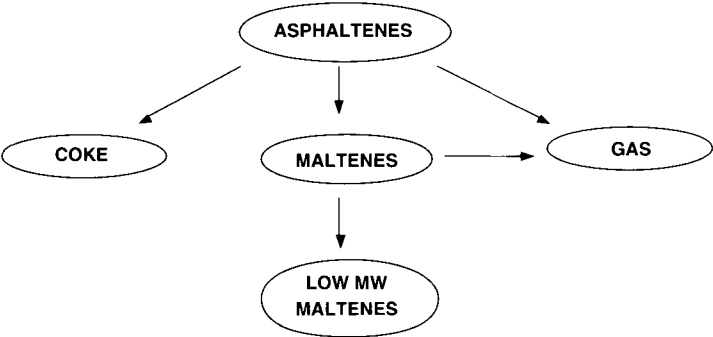 ASPHALTENES
COKE
MALTENES
GAS
LOW MW
MALTENES